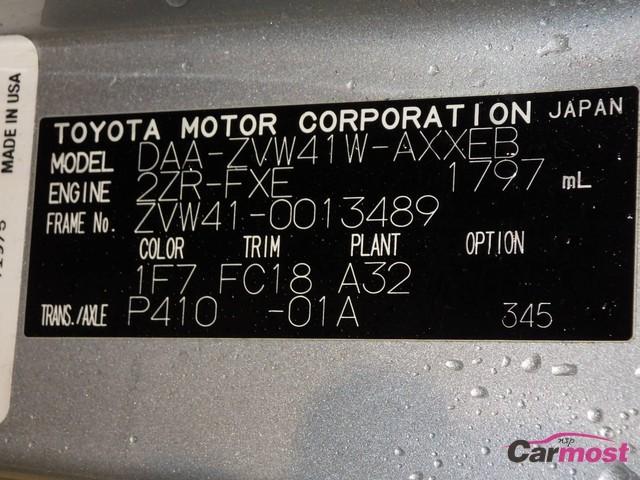 MADE IN USA
TOYOTA MOTOR CORPORATION JAPAN
MODEL DAA-ZVW41W-AXXEB
ENGINE 2ZR-FXE 1797 mL
FRAME No. ZVW41-0013489
COLOR TRIM PLANT OPTION
1F7 FC18 A32
TRANS./AXLE P410 -01A 345
nsp
Carmost